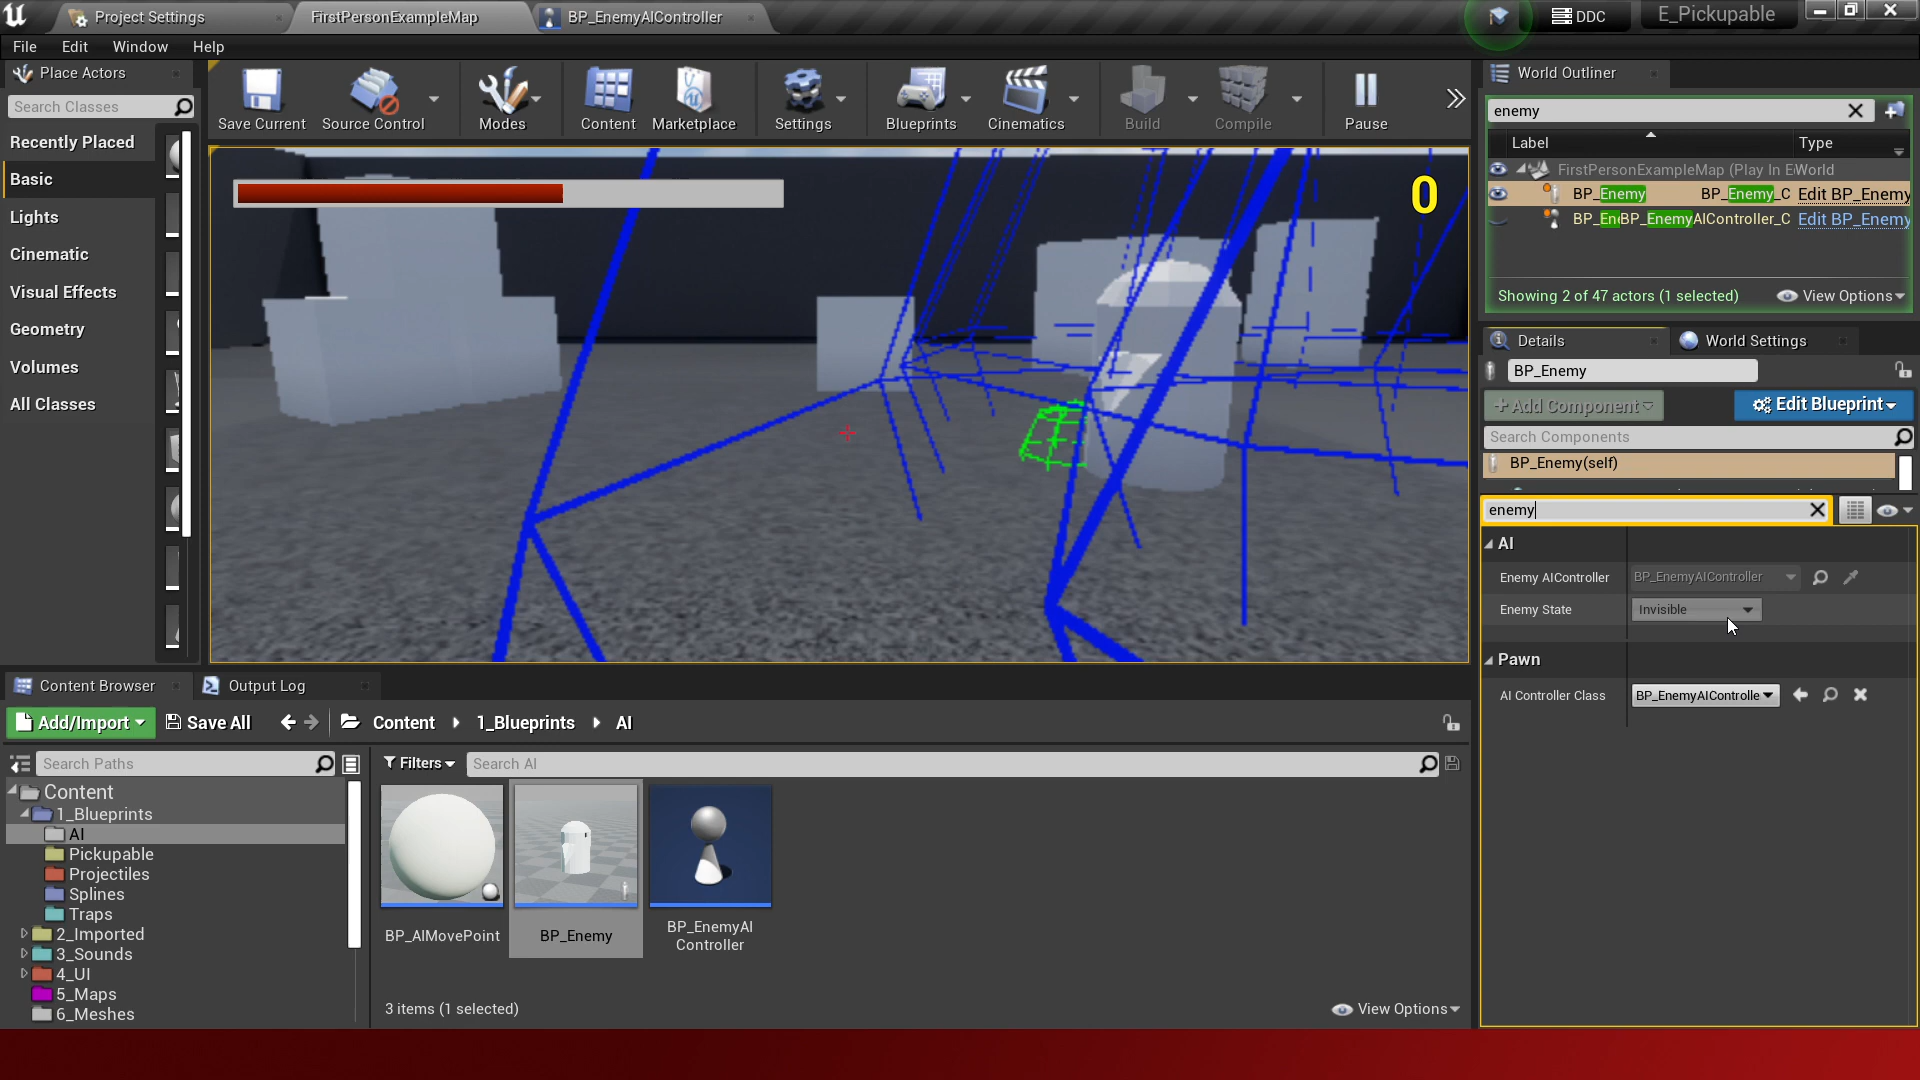 Project Settings
FirstPersonExampleMap
BP_EnemyAIController
DDC
E_Pickupable
File Edit Window Help
Place Actors
Search Classes
Recently Placed
Basic
Lights
Cinematic
Visual Effects
Geometry
Volumes
All Classes
Save Current
Source Control
Modes
Content
Marketplace
Settings
Blueprints
Cinematics
Build
Compile
Pause
0
World Outliner
enemy
Label Type
FirstPersonExampleMap (Play In E World
BP_Enemy BP_Enemy_C Edit BP_Enemy
BP_En BP_EnemyAIController_C Edit BP_Enemy
Showing 2 of 47 actors (1 selected) View Options
Details
World Settings
BP_Enemy
+ Add Component
Edit Blueprint
Search Components
BP_Enemy(self)
enemy
AI
Enemy AIController BP_EnemyAIController
Enemy State Invisible
Pawn
AI Controller Class BP_EnemyAIControlle
Content Browser
Output Log
Add/Import Save All Content 1_Blueprints AI
Search Paths
Filters Search AI
Content
1_Blueprints
AI
Pickupable
Projectiles
Splines
Traps
2_Imported
3_Sounds
4_UI
5_Maps
6_Meshes
BP_AIMovePoint
BP_Enemy
BP_EnemyAI
Controller
3 items (1 selected)
View Options